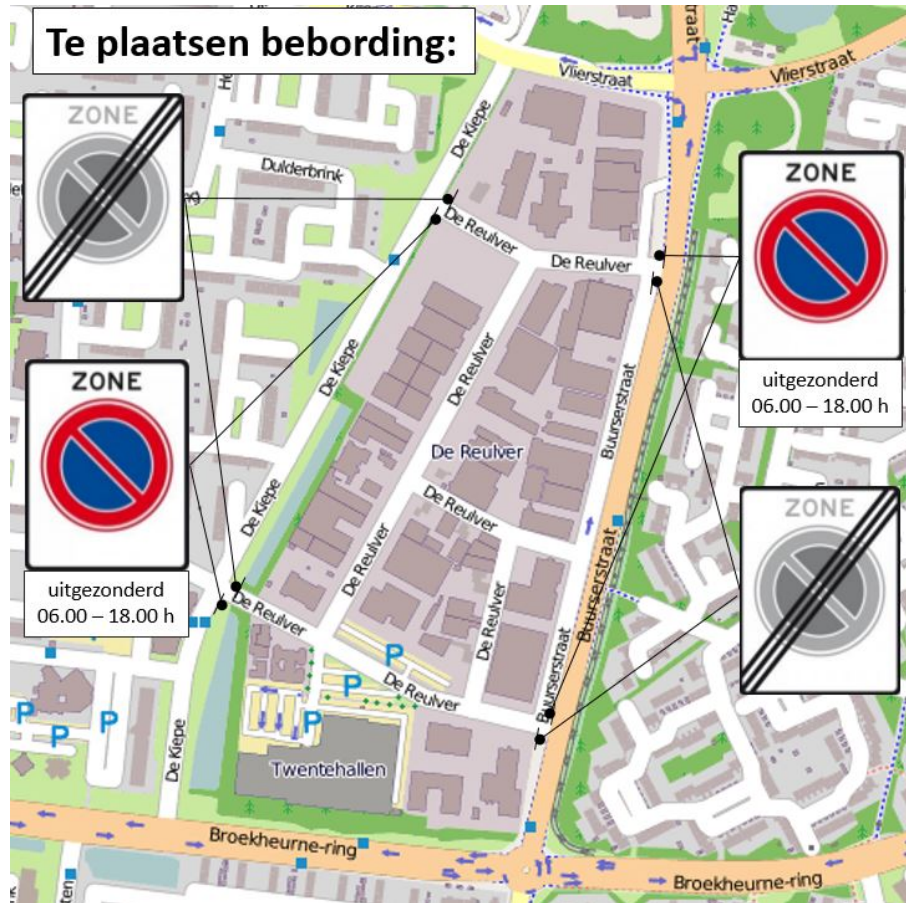 Te plaatsen bebording:
Vlierstraat
Vlierstraat
straat
ZONE
De Kiepe
Dulderbrink
ZONE
De Reulver
De Reulver
De Kiepe
De Reulver
Buurserstraat
ZONE
uitgezonderd
06.00 – 18.00 h
De Reulver
De Kiepe
De Reulver
ZONE
De Reulver
Buurserstraat
uitgezonderd
06.00 – 18.00 h
De Reulver
De Reulver
P
P
De Reulver
Buurserstraat
P
P
P
De Kiepe
Twentehallen
Broekheurne-ring
Broekheurne-ring